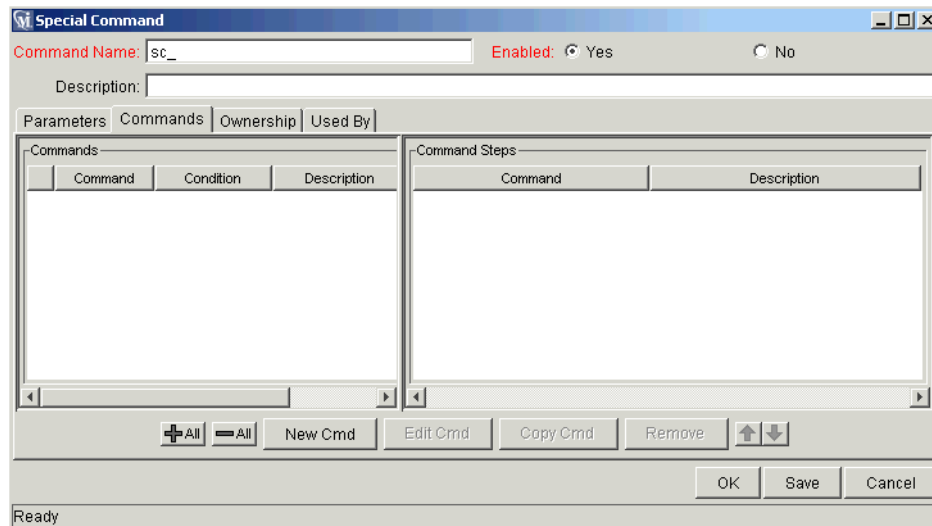 Special Command
Command Name: sc_ Enabled: Yes No
Description:
Parameters Commands Ownership Used By
Commands Command Steps
Command Condition Description Command Description
All All New Cmd Edit Cmd Copy Cmd Remove
OK Save Cancel
Ready